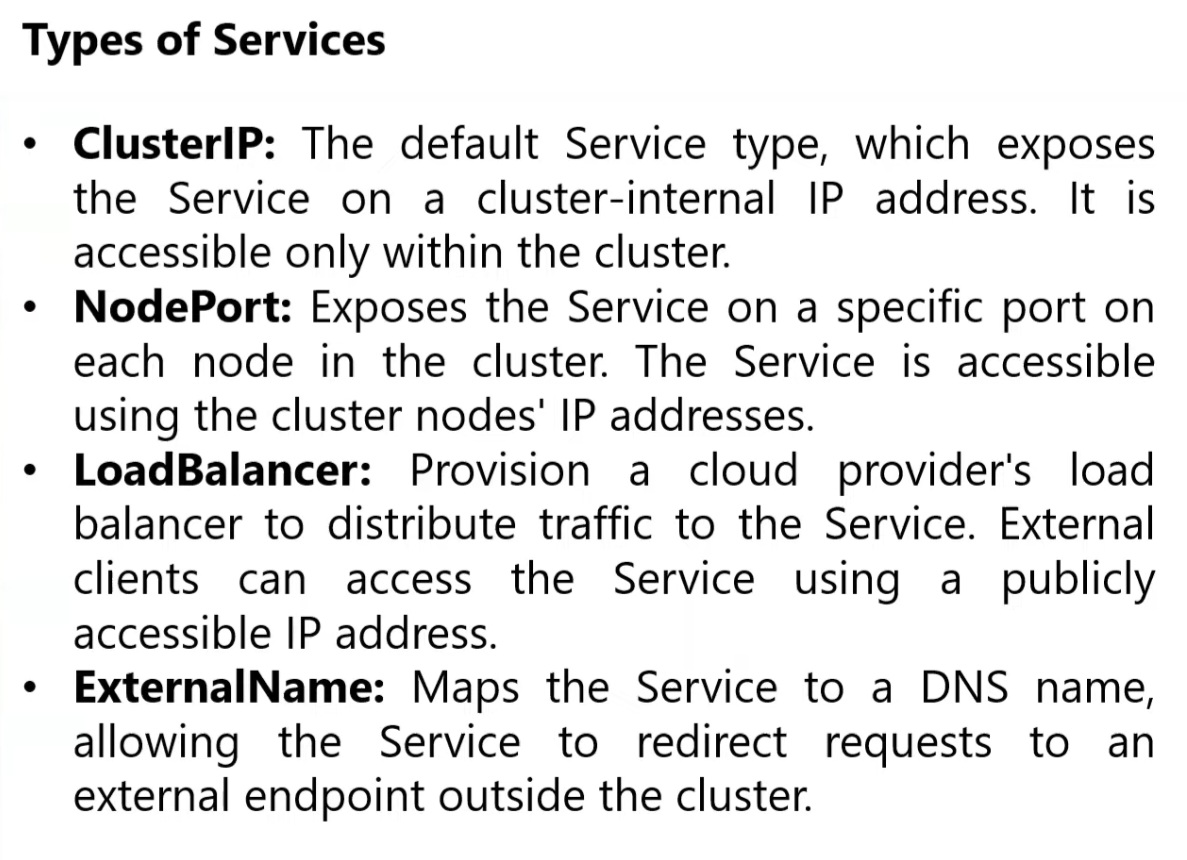 Types of Services
• ClusterIP: The default Service type, which exposes
the Service on a cluster-internal IP address. It is
accessible only within the cluster.
• NodePort: Exposes the Service on a specific port on
each node in the cluster. The Service is accessible
using the cluster nodes' IP addresses.
• LoadBalancer: Provision a cloud provider's load
balancer to distribute traffic to the Service. External
clients can access the Service using a publicly
accessible IP address.
• ExternalName: Maps the Service to a DNS name,
allowing the Service to redirect requests to an
external endpoint outside the cluster.